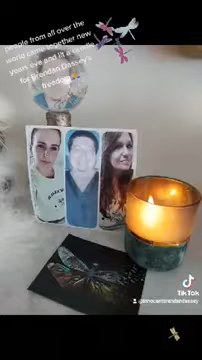 people from all over the
world came together new
years eve and lit a candle
for Brendan Dassey's
freedom
TikTok